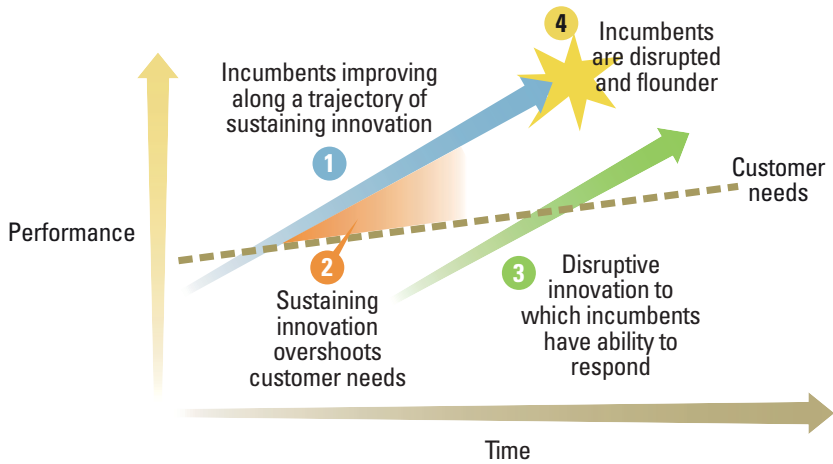 4
Incumbents
are disrupted
and flounder
Incumbents improving
along a trajectory of
sustaining innovation
1
Customer
needs
Performance
2
Sustaining
innovation
overshoots
customer needs
3
Disruptive
innovation to
which incumbents
have ability to
respond
Time